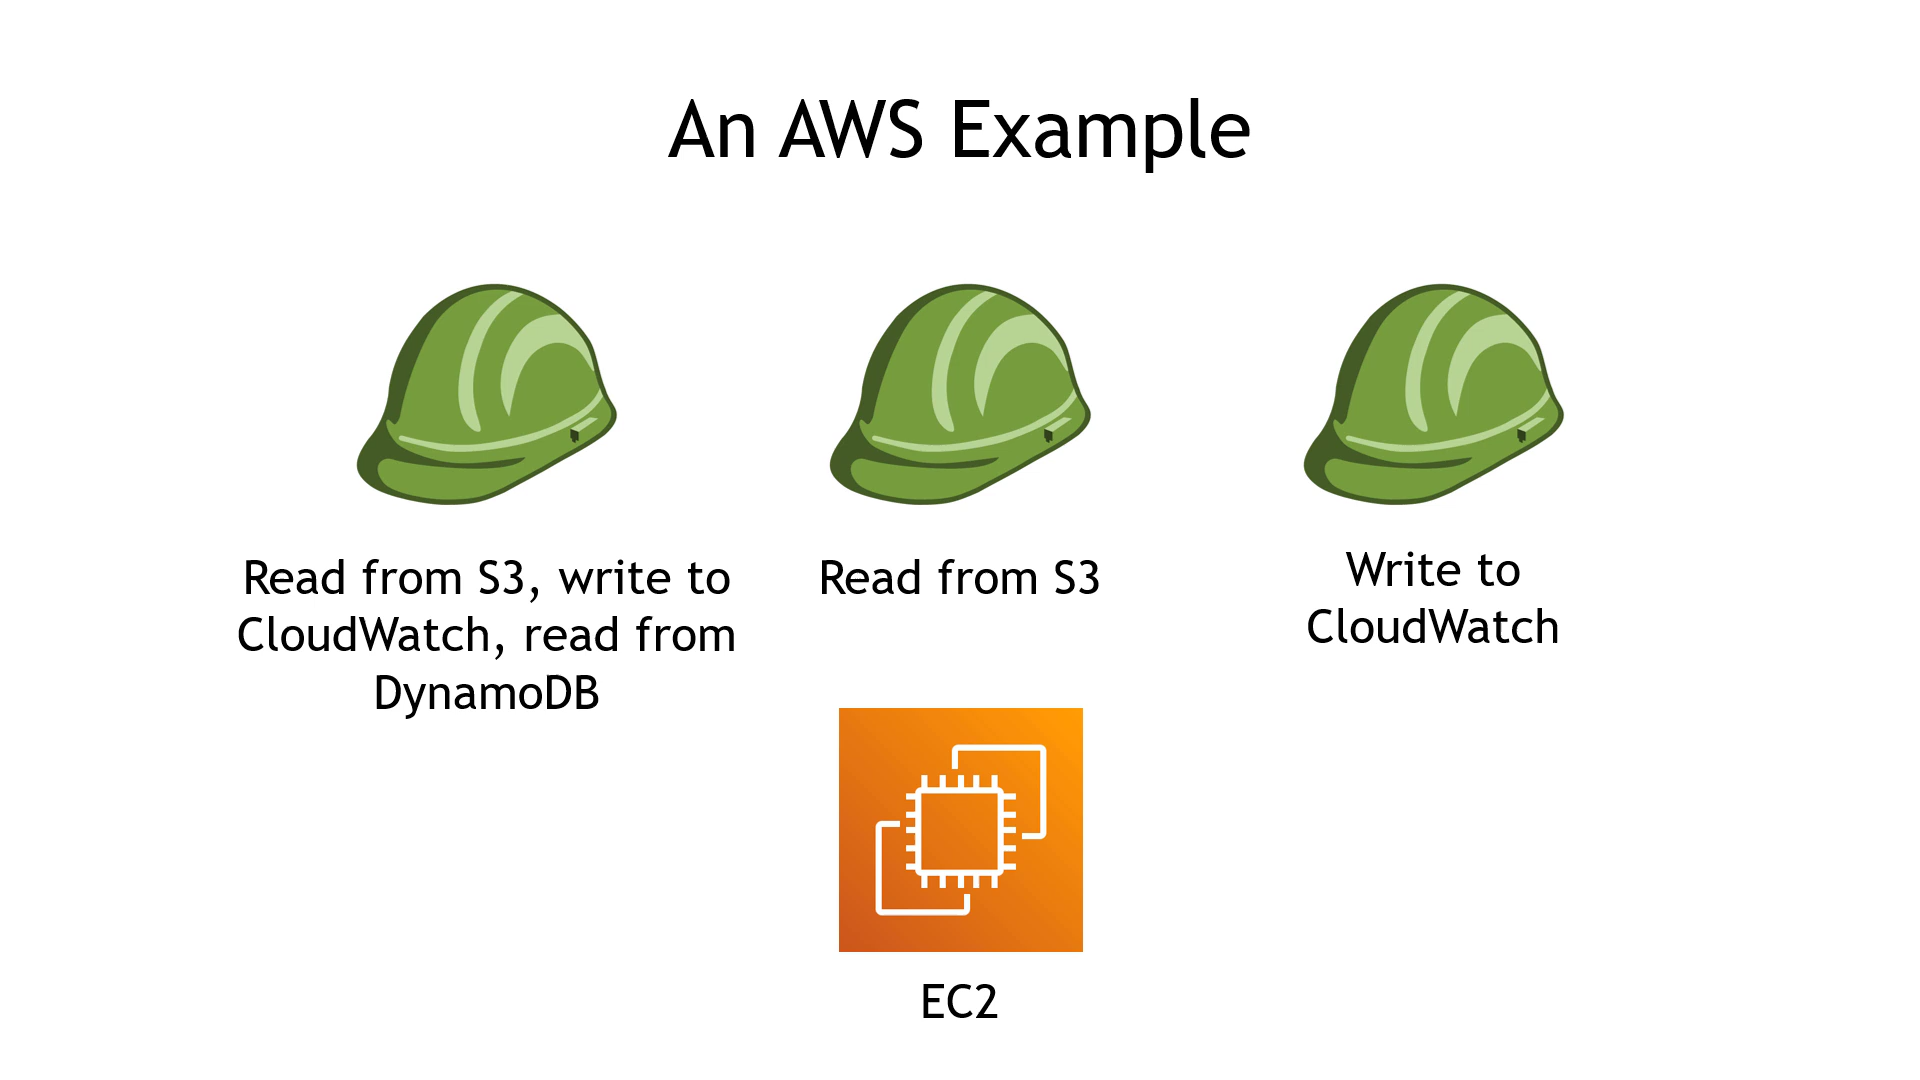 An AWS Example
Read from S3, write to
CloudWatch, read from
DynamoDB
Read from S3
Write to
CloudWatch
EC2